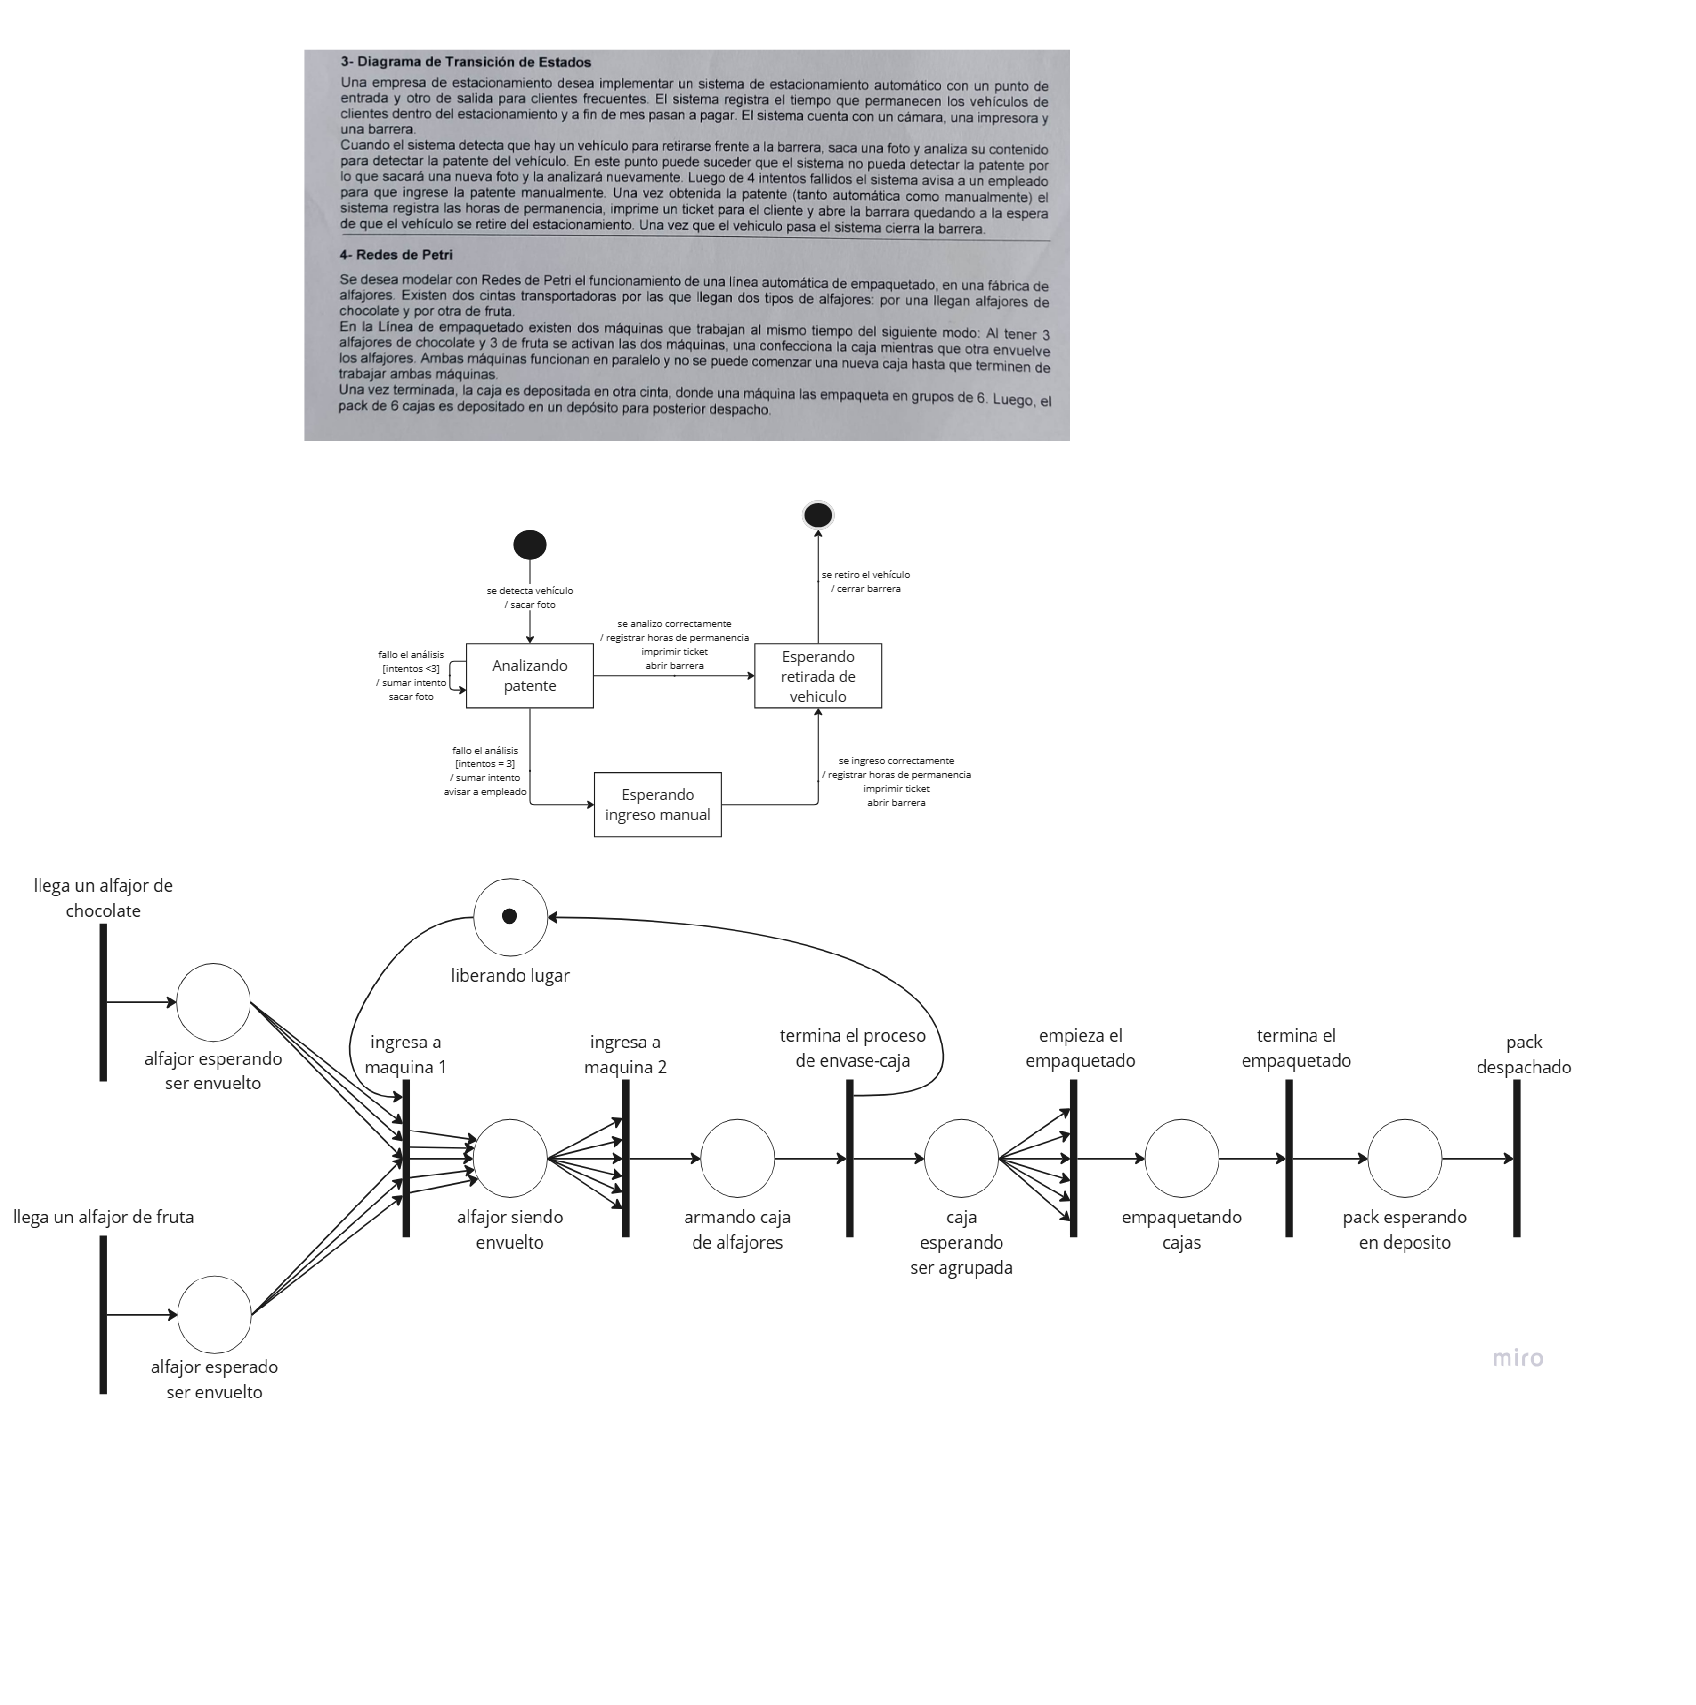 3- Diagrama de Transición de Estados
Una empresa de estacionamiento desea implementar un sistema de estacionamiento automático con un punto de
entrada y otro de salida para clientes frecuentes. El sistema registra el tiempo que permanecen los vehículos de
clientes dentro del estacionamiento y a fin de mes pasan a pagar. El sistema cuenta con un cámara, una impresora y
una barrera.
Cuando el sistema detecta que hay un vehículo para retirarse frente a la barrera, saca una foto y analiza su contenido
para detectar la patente del vehículo. En este punto puede suceder que el sistema no pueda detectar la patente por
lo que sacará una nueva foto y la analizará nuevamente. Luego de 4 intentos fallidos el sistema avisa a un empleado
para que ingrese la patente manualmente. Una vez obtenida la patente (tanto automática como manualmente) el
sistema registra las horas de permanencia, imprime un ticket para el cliente y abre la barrara quedando a la espera
de que el vehículo se retire del estacionamiento. Una vez que el vehiculo pasa el sistema cierra la barrera.
4- Redes de Petri
Se desea modelar con Redes de Petri el funcionamiento de una línea automática de empaquetado, en una fábrica de
alfajores. Existen dos cintas transportadoras por las que llegan dos tipos de alfajores: por una llegan alfajores de
chocolate y por otra de fruta.
En la Línea de empaquetado existen dos máquinas que trabajan al mismo tiempo del siguiente modo: Al tener 3
alfajores de chocolate y 3 de fruta se activan las dos máquinas, una confecciona la caja mientras que otra envuelve
los alfajores. Ambas máquinas funcionan en paralelo y no se puede comenzar una nueva caja hasta que terminen de
trabajar ambas máquinas.
Una vez terminada, la caja es depositada en otra cinta, donde una máquina las empaqueta en grupos de 6. Luego, el
pack de 6 cajas es depositado en un depósito para posterior despacho.
se detecta vehículo
/ sacar foto
se retiro el vehículo
/ cerrar barrera
fallo el análisis
[intentos <3]
/ sumar intento
sacar foto
Analizando
patente
se analizo correctamente
/ registrar horas de permanencia
imprimir ticket
abrir barrera
Esperando
retirada de
vehiculo
fallo el análisis
[intentos = 3]
/ sumar intento
avisar a empleado
Esperando
ingreso manual
se ingreso correctamente
/ registrar horas de permanencia
imprimir ticket
abrir barrera
llega un alfajor de
chocolate
alfajor esperando
ser envuelto
liberando lugar
ingresa a
maquina 1
ingresa a
maquina 2
termina el proceso
de envase-caja
empieza el
empaquetado
termina el
empaquetado
pack
despachado
llega un alfajor de fruta
alfajor siendo
envuelto
armando caja
de alfajores
caja
esperando
ser agrupada
empaquetando
cajas
pack esperando
en deposito
alfajor esperado
ser envuelto
miro